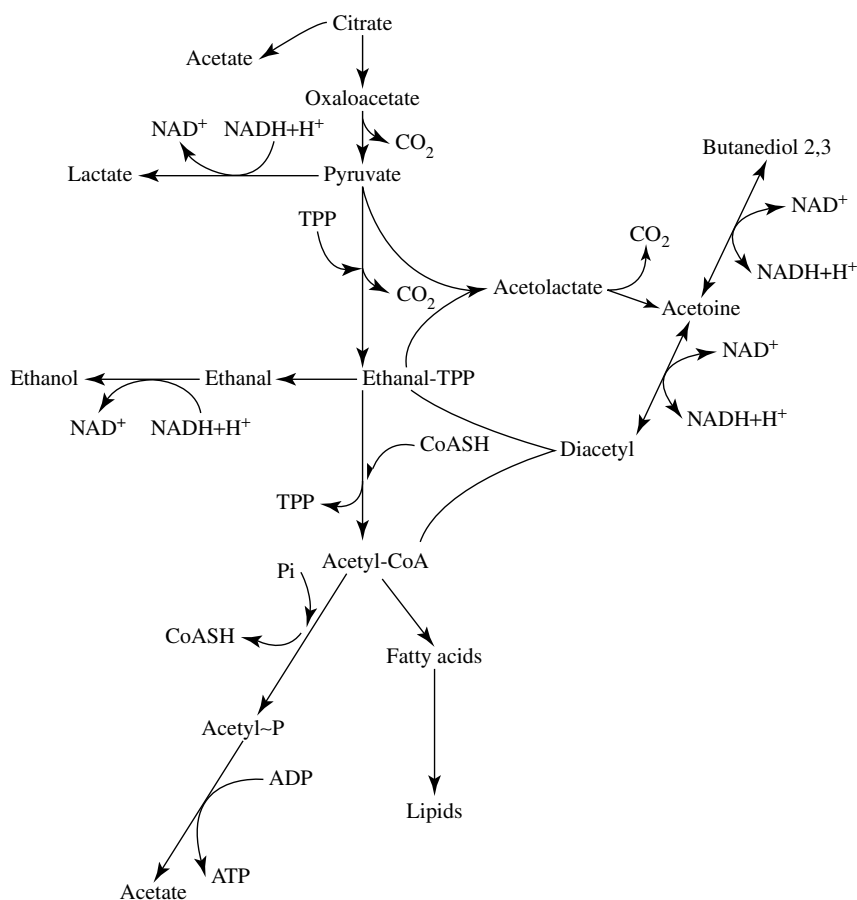 Citrate
Acetate
Oxaloacetate
NAD⁺ NADH+H⁺
CO₂
Butanediol 2,3
Lactate
Pyruvate
NAD⁺
TPP
CO₂
CO₂
NADH+H⁺
Acetolactate
Acetoine
NAD⁺
Ethanol
Ethanal
Ethanal-TPP
NAD⁺ NADH+H⁺
NADH+H⁺
CoASH
Diacetyl
TPP
Acetyl-CoA
Pi
CoASH
Fatty acids
Acetyl~P
ADP
Lipids
ATP
Acetate